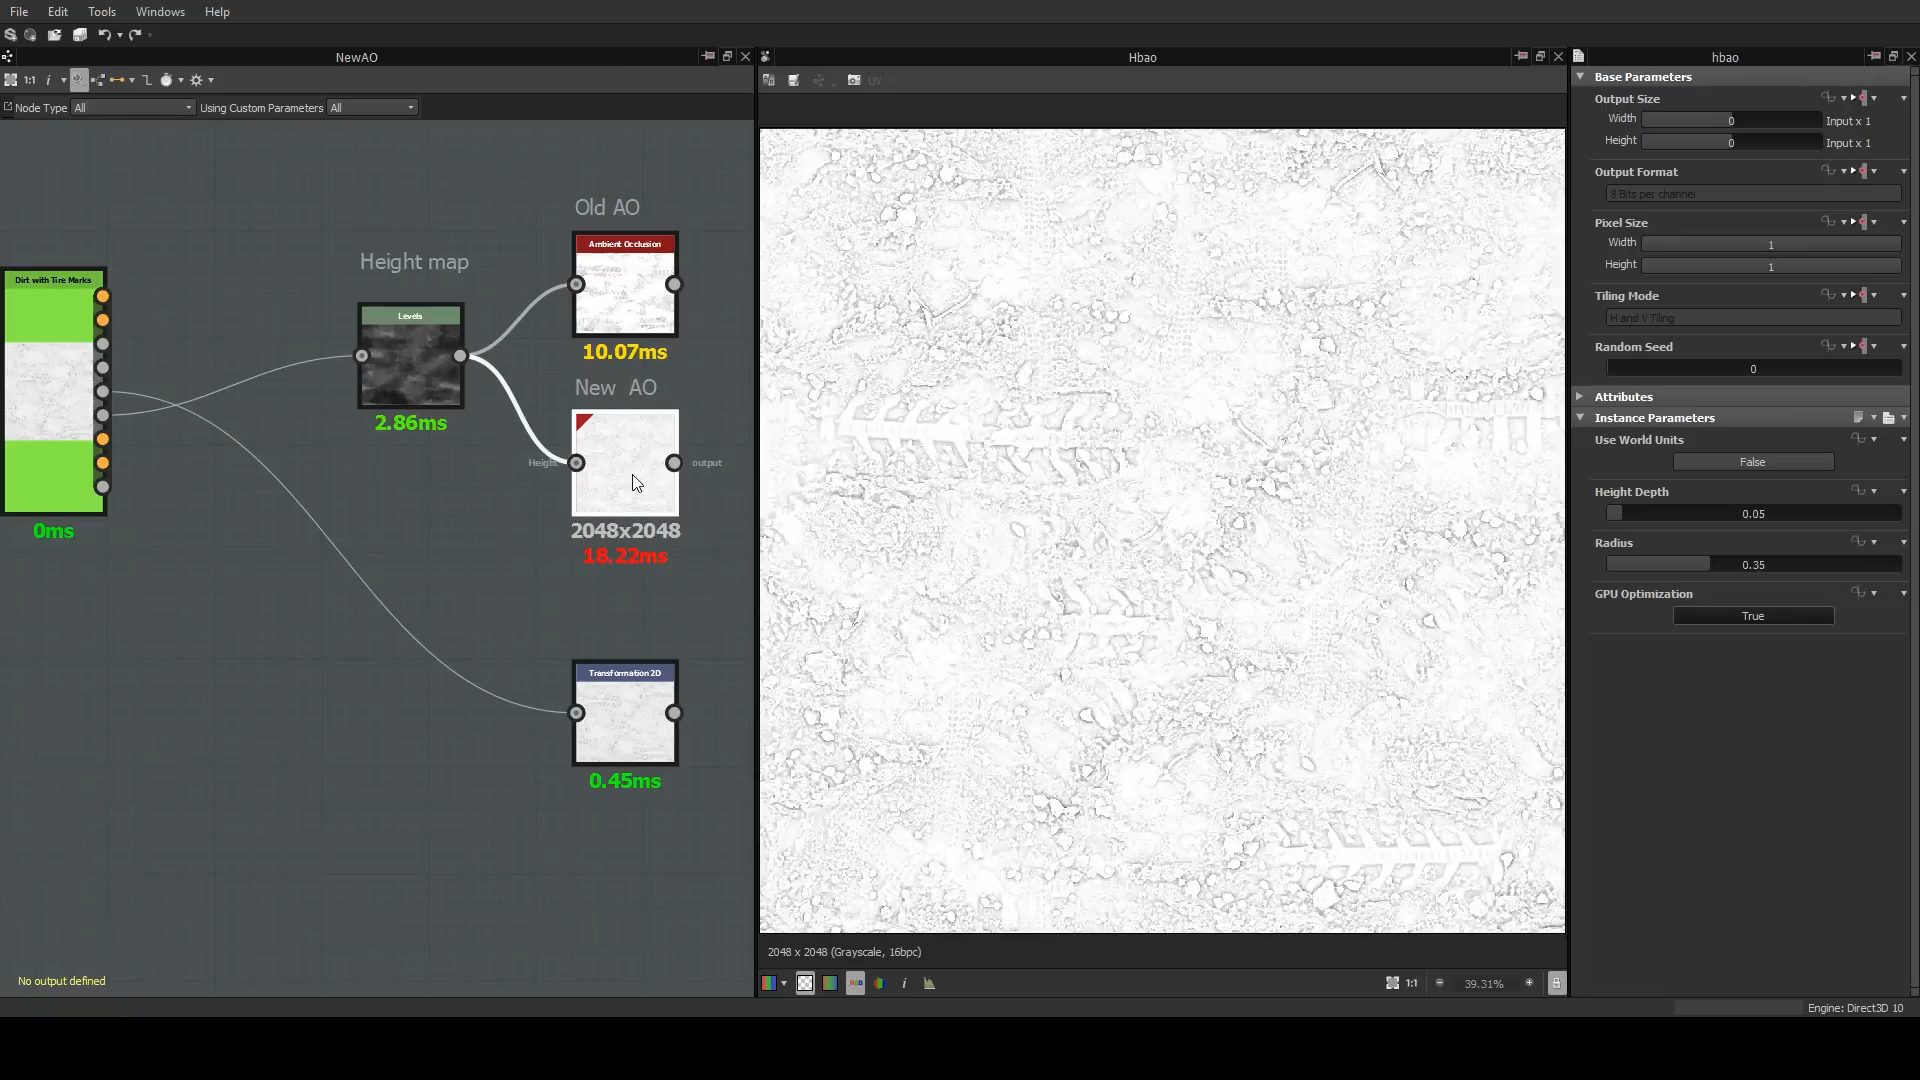 File Edit Tools Windows Help
NewAO
Hbao
hbao
1:1 i
UV
Node Type All Using Custom Parameters All
Old AO
Ambient Occlusion
10.07ms
Height map
Levels
2.86ms
New AO
Height
output
2048x2048
18.22ms
Dirt with Tire Marks
0ms
Transformation 2D
0.45ms
No output defined
2048 x 2048 (Grayscale, 16bpc)
RGB
i
1:1
39.31%
Base Parameters
Output Size
Width 0 Input x 1
Height 0 Input x 1
Output Format
8 Bits per channel
Pixel Size
Width 1
Height 1
Tiling Mode
H and V Tiling
Random Seed
0
Attributes
Instance Parameters
Use World Units
False
Height Depth
0.05
Radius
0.35
GPU Optimization
True
Engine: Direct3D 10